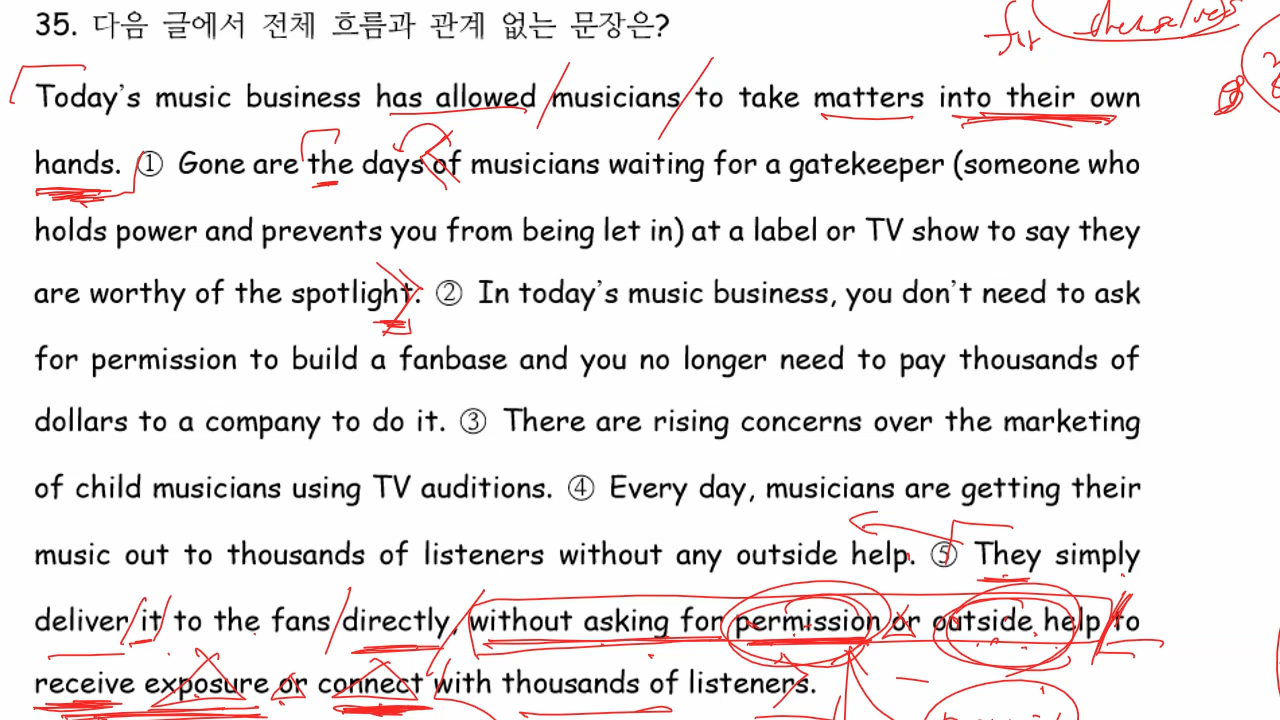 35. 다음 글에서 전체 흐름과 관계 없는 문장은?
for themselves
Today's music business has allowed musicians to take matters into their own
hands. ① Gone are the days of musicians waiting for a gatekeeper (someone who
holds power and prevents you from being let in) at a label or TV show to say they
are worthy of the spotlight. ② In today's music business, you don't need to ask
for permission to build a fanbase and you no longer need to pay thousands of
dollars to a company to do it. ③ There are rising concerns over the marketing
of child musicians using TV auditions. ④ Every day, musicians are getting their
music out to thousands of listeners without any outside help. ⑤ They simply
deliver it to the fans directly, without asking for permission or outside help to
receive exposure or connect with thousands of listeners.